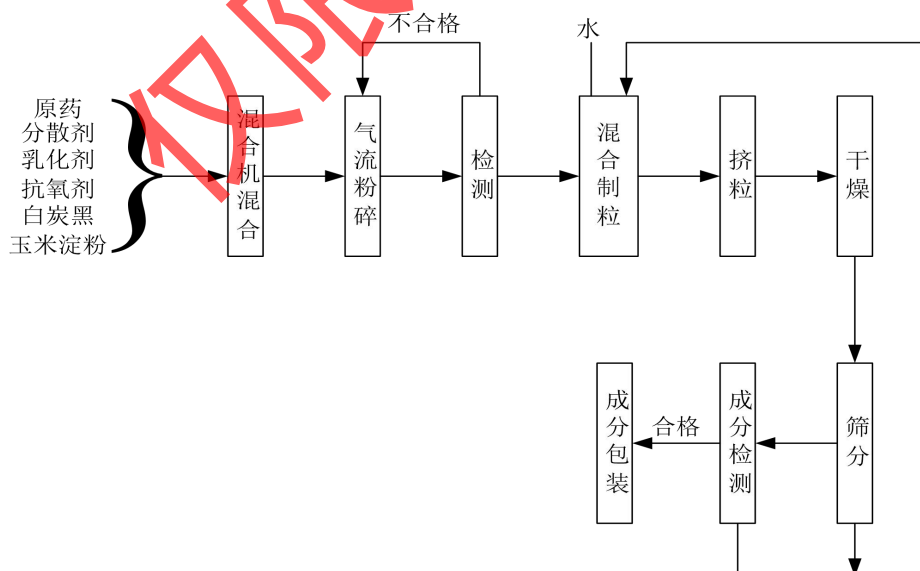 不合格
水
原药
分散剂
乳化剂
抗氧剂
白炭黑
玉米淀粉
混合机混合
气流粉碎
检测
混合制粒
挤粒
干燥
成分包装
合格
成分检测
筛分
仅限